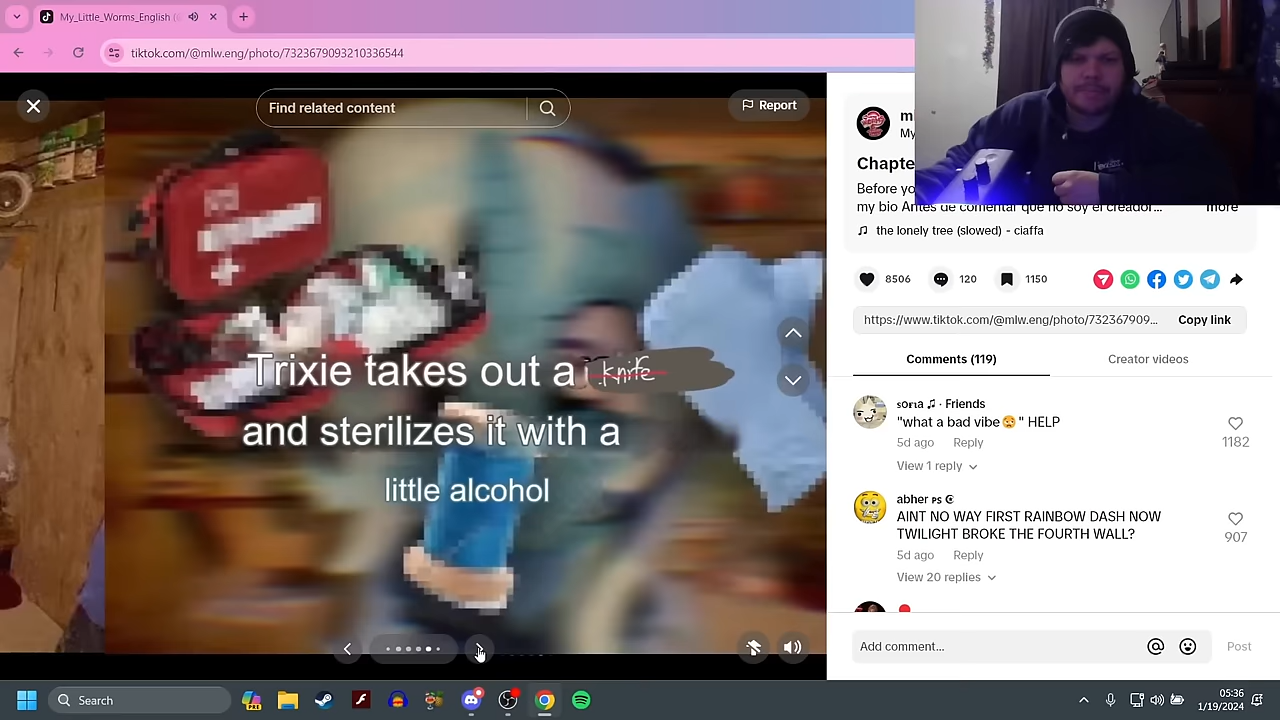 My_Little_Worms_English
tiktok.com/@mlw.eng/photo/7323679093210336544
Find related content
Report
Trixie takes out a knife
and sterilizes it with a
little alcohol
Chapte
Before yo
my bio Antes de comentar que no soy el creador...
more
the lonely tree (slowed) - ciaffa
8506
120
1150
https://www.tiktok.com/@mlw.eng/photo/732367909...
Copy link
Comments (119)
Creator videos
soria ♫ · Friends
"what a bad vibe😧" HELP
5d ago
Reply
1182
View 1 reply
abher PS
AINT NO WAY FIRST RAINBOW DASH NOW
TWILIGHT BROKE THE FOURTH WALL?
907
5d ago
Reply
View 20 replies
Add comment...
Post
Search
05:36
1/19/2024